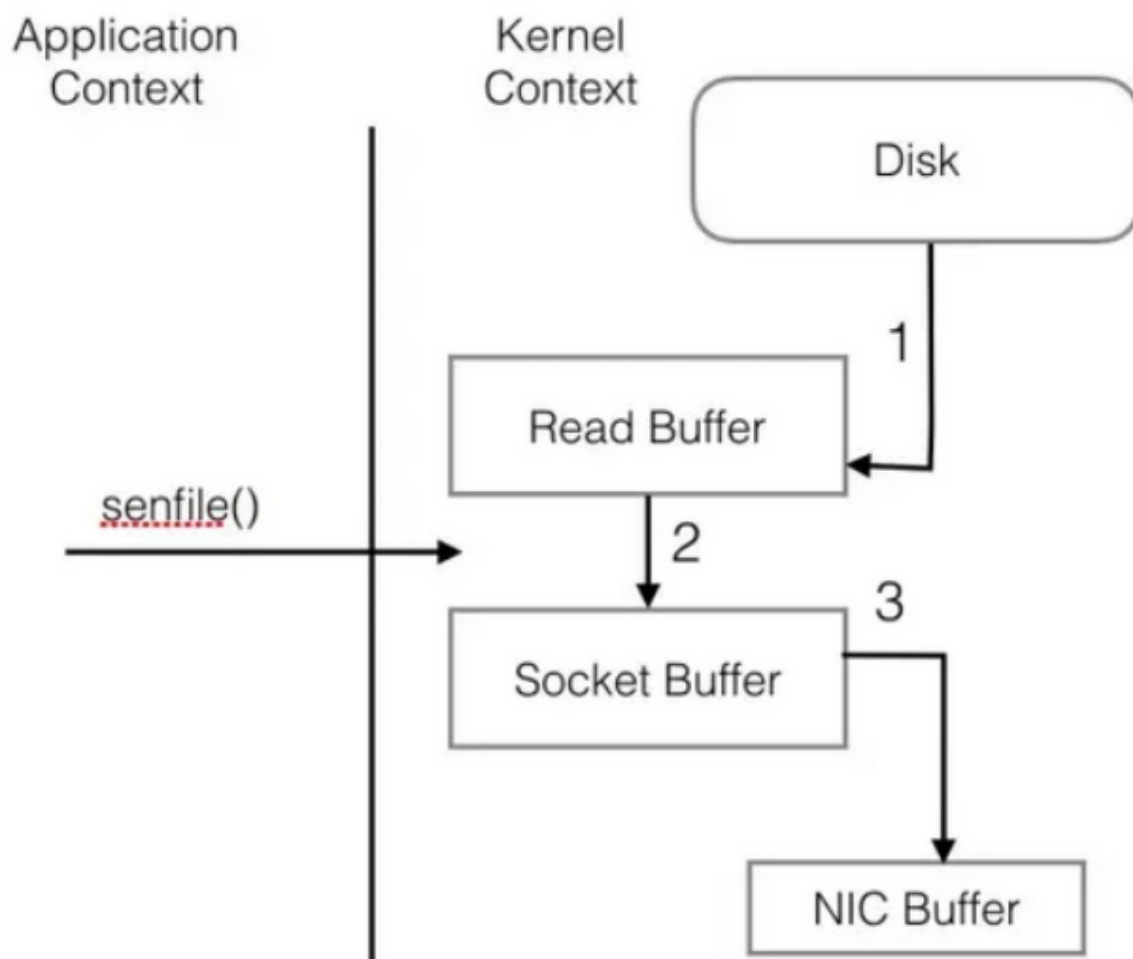 Application
Context
Kernel
Context
Disk
1
Read Buffer
senfile()
2
3
Socket Buffer
NIC Buffer